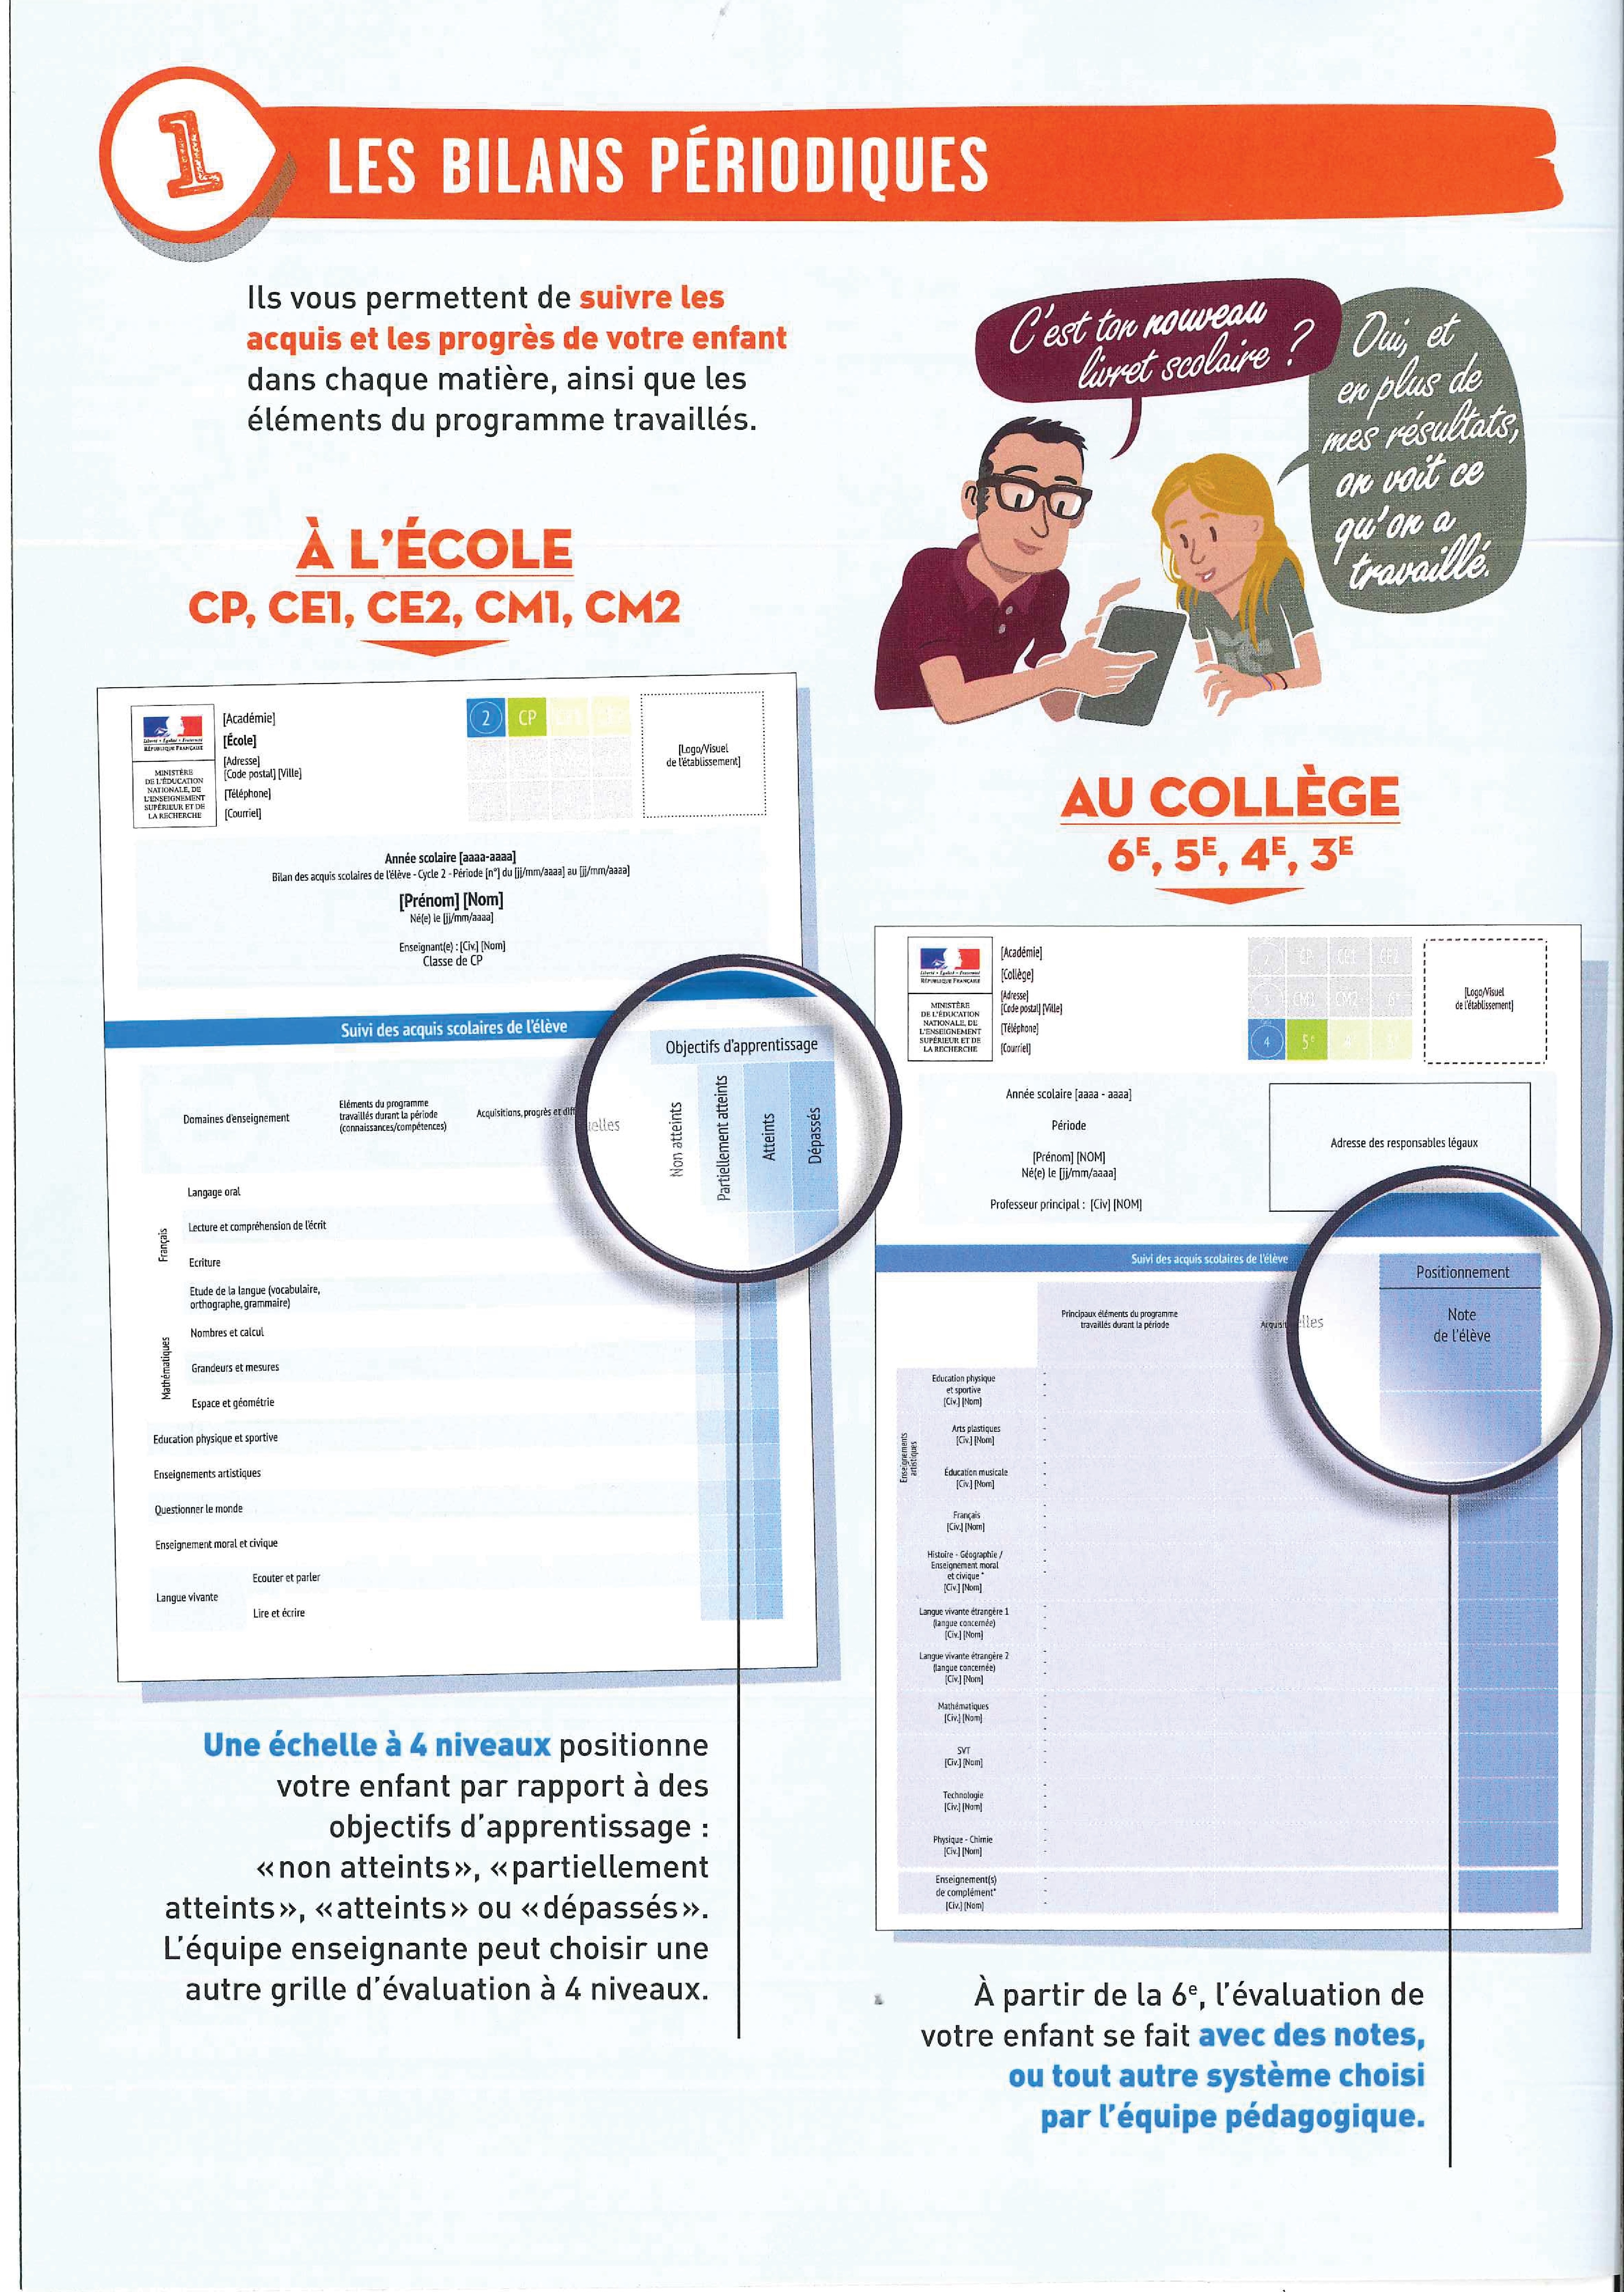 1
LES BILANS PÉRIODIQUES
Ils vous permettent de suivre les
acquis et les progrès de votre enfant
dans chaque matière, ainsi que les
éléments du programme travaillés.
C'est ton nouveau
livret scolaire ?
Oui, et
en plus de
mes résultats,
on voit ce
qu'on a
travaillé.
À L'ÉCOLE
CP, CE1, CE2, CM1, CM2
Liberté • Égalité • Fraternité
RÉPUBLIQUE FRANÇAISE
MINISTÈRE
DE L'ÉDUCATION
NATIONALE, DE
L'ENSEIGNEMENT
SUPÉRIEUR ET DE
LA RECHERCHE
[Académie]
[École]
[Adresse]
[Code postal] [Ville]
[Téléphone]
[Courriel]
2 CP
[Logo/Visuel
de l'établissement]
Année scolaire [aaaa-aaaa]
Bilan des acquis scolaires de l'élève - Cycle 2 - Période [n°] du [jj/mm/aaaa] au [jj/mm/aaaa]
[Prénom] [Nom]
Né(e) le [jj/mm/aaaa]
Enseignant(e) : [Civ.] [Nom]
Classe de CP
Suivi des acquis scolaires de l'élève
Domaines d'enseignement
Eléments du programme
travaillés durant la période
(connaissances/compétences)
Acquisitions, progrès et diff
uelles
Objectifs d'apprentissage
Non atteints
Partiellement atteints
Atteints
Dépassés
Français
Langage oral
Lecture et compréhension de l'écrit
Ecriture
Etude de la langue (vocabulaire,
orthographe, grammaire)
Mathématiques
Nombres et calcul
Grandeurs et mesures
Espace et géométrie
Education physique et sportive
Enseignements artistiques
Questionner le monde
Enseignement moral et civique
Langue vivante
Ecouter et parler
Lire et écrire
Une échelle à 4 niveaux positionne
votre enfant par rapport à des
objectifs d'apprentissage :
«non atteints», «partiellement
atteints», «atteints» ou «dépassés».
L'équipe enseignante peut choisir une
autre grille d'évaluation à 4 niveaux.
AU COLLÈGE
6E, 5E, 4E, 3E
Liberté • Égalité • Fraternité
RÉPUBLIQUE FRANÇAISE
MINISTÈRE
DE L'ÉDUCATION
NATIONALE, DE
L'ENSEIGNEMENT
SUPÉRIEUR ET DE
LA RECHERCHE
[Académie]
[Collège]
[Adresse]
[Code postal] [Ville]
[Téléphone]
[Courriel]
2 CP CE1 CE2
3 CM1 CM2 6e
4 5e
[Logo/Visuel
de l'établissement]
Année scolaire [aaaa - aaaa]
Période
[Prénom] [NOM]
Né(e) le [jj/mm/aaaa]
Professeur principal : [Civ] [NOM]
Adresse des responsables légaux
Suivi des acquis scolaires de l'élève
Principaux éléments du programme
travaillés durant la période
Acquisit
elles
Positionnement
Note
de l'élève
Education physique
et sportive
[Civ.] [Nom]
Enseignements
artistiques
Arts plastiques
[Civ.] [Nom]
Éducation musicale
[Civ.] [Nom]
Français
[Civ.] [Nom]
Histoire - Géographie /
Enseignement moral
et civique *
[Civ.] [Nom]
Langue vivante étrangère 1
(langue concernée)
[Civ.] [Nom]
Langue vivante étrangère 2
(langue concernée)
[Civ.] [Nom]
Mathématiques
[Civ.] [Nom]
SVT
[Civ.] [Nom]
Technologie
[Civ.] [Nom]
Physique - Chimie
[Civ.] [Nom]
Enseignement(s)
de complément*
[Civ.] [Nom]
À partir de la 6e, l'évaluation de
votre enfant se fait avec des notes,
ou tout autre système choisi
par l'équipe pédagogique.